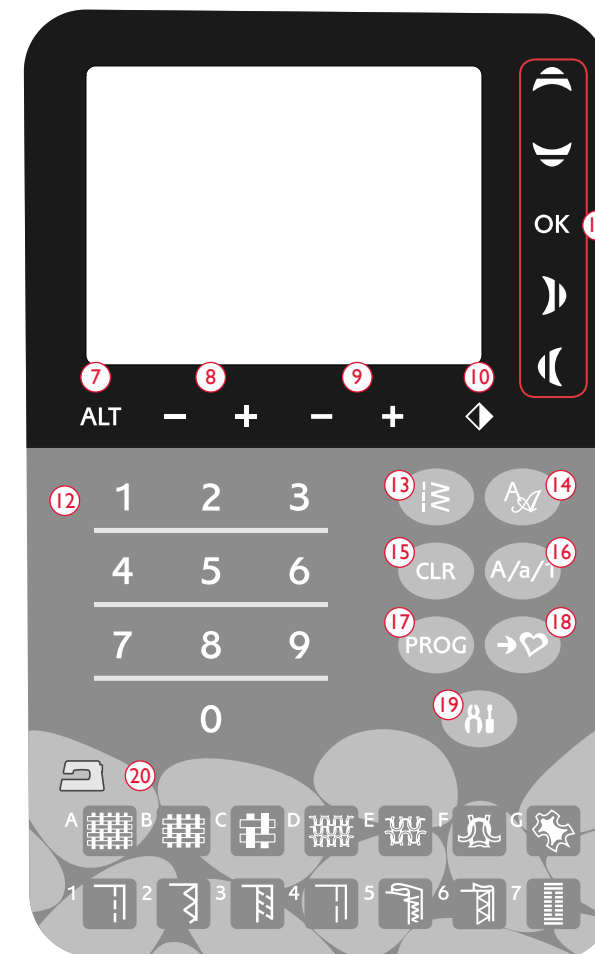 OK
7 8 9 10
ALT − + − +
12 1 2 3 13 14
4 5 6 15 CLR 16 A/a/1
7 8 9 17 PROG 18
0 19
20
A B C D E F G
1 2 3 4 5 6 7